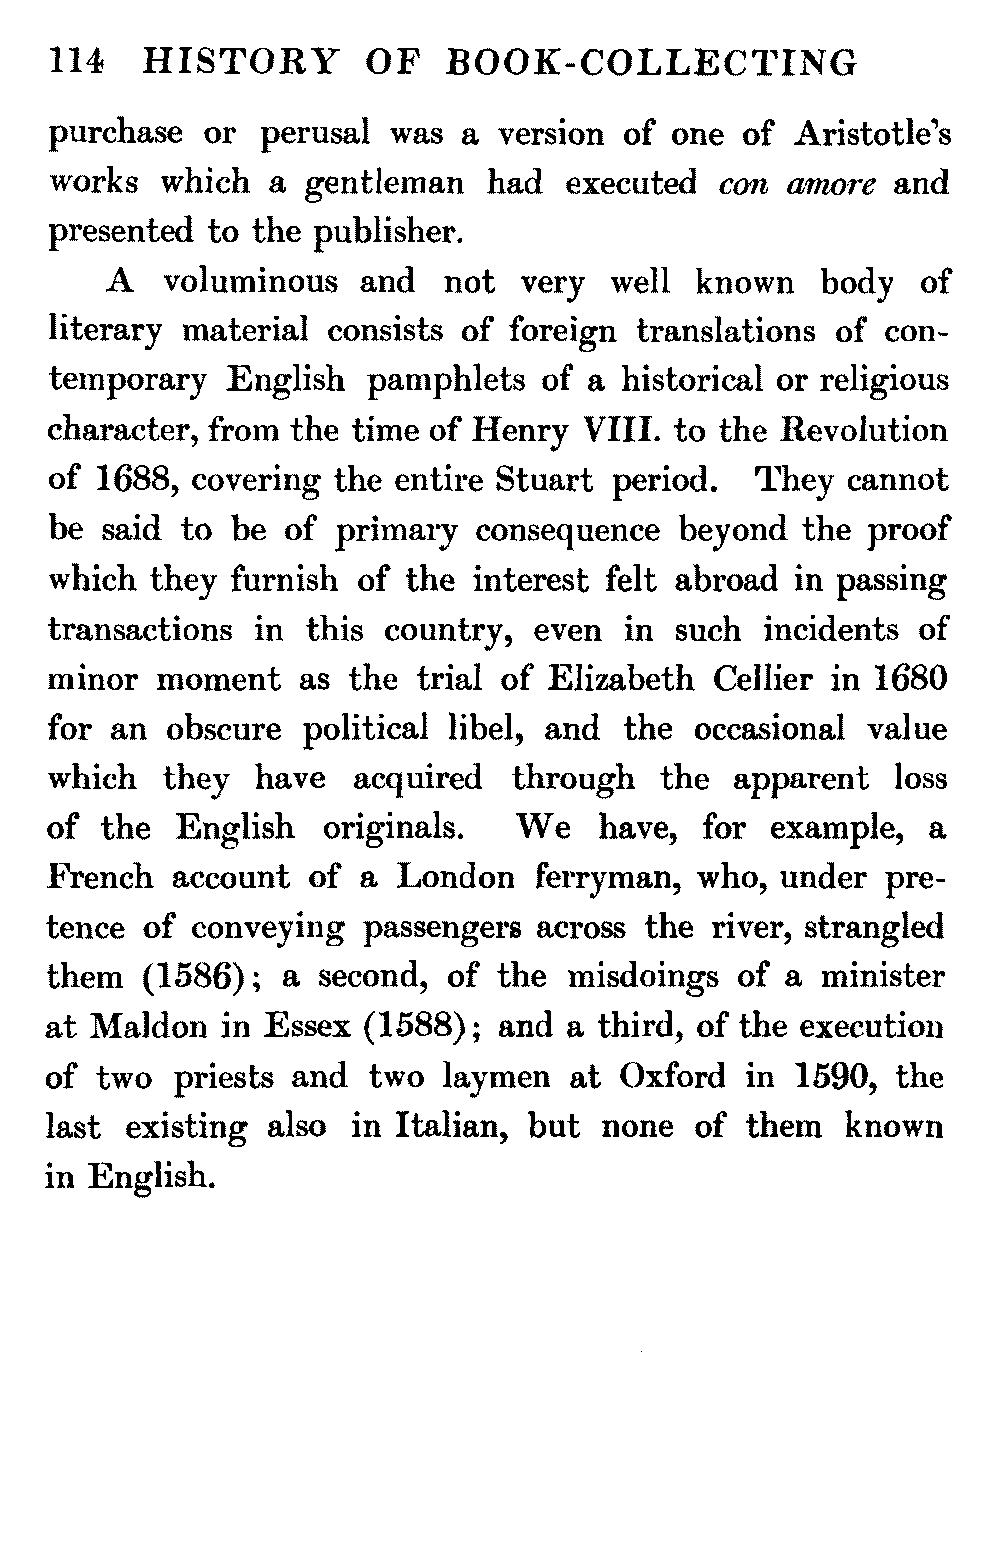 114 HISTORY OF BOOK-COLLECTING
purchase or perusal was a version of one of Aristotle's
works which a gentleman had executed con amore and
presented to the publisher.
A voluminous and not very well known body of
literary material consists of foreign translations of con-
temporary English pamphlets of a historical or religious
character, from the time of Henry VIII. to the Revolution
of 1688, covering the entire Stuart period. They cannot
be said to be of primary consequence beyond the proof
which they furnish of the interest felt abroad in passing
transactions in this country, even in such incidents of
minor moment as the trial of Elizabeth Cellier in 1680
for an obscure political libel, and the occasional value
which they have acquired through the apparent loss
of the English originals. We have, for example, a
French account of a London ferryman, who, under pre-
tence of conveying passengers across the river, strangled
them (1586); a second, of the misdoings of a minister
at Maldon in Essex (1588); and a third, of the execution
of two priests and two laymen at Oxford in 1590, the
last existing also in Italian, but none of them known
in English.